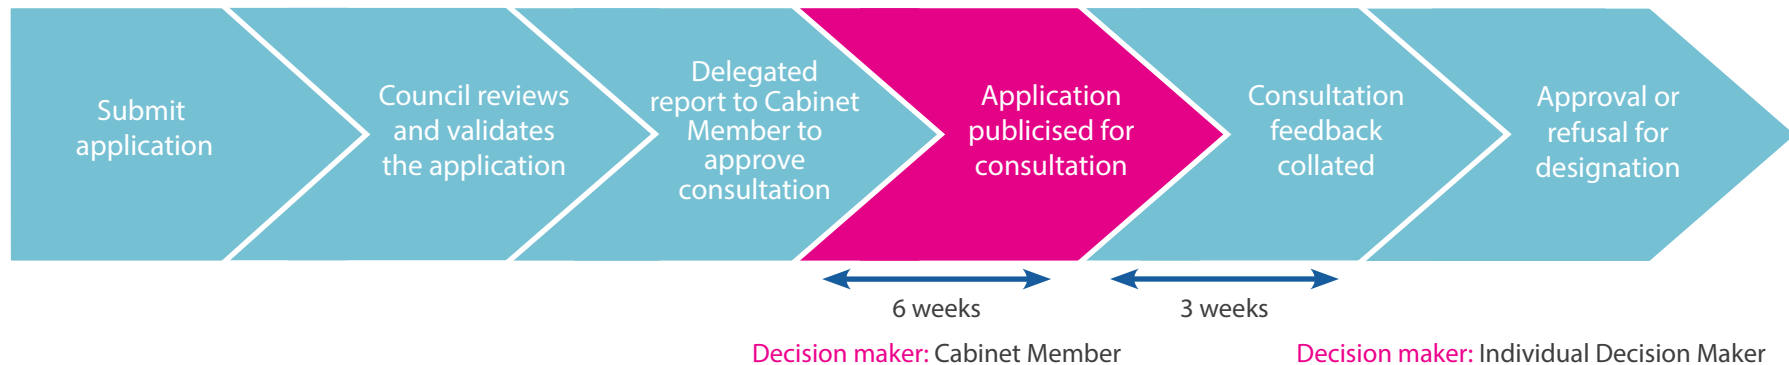 Submit
application
Council reviews
and validates
the application
Delegated
report to Cabinet
Member to
approve
consultation
Application
publicised for
consultation
Consultation
feedback
collated
Approval or
refusal for
designation
6 weeks
3 weeks
Decision maker: Cabinet Member
Decision maker: Individual Decision Maker